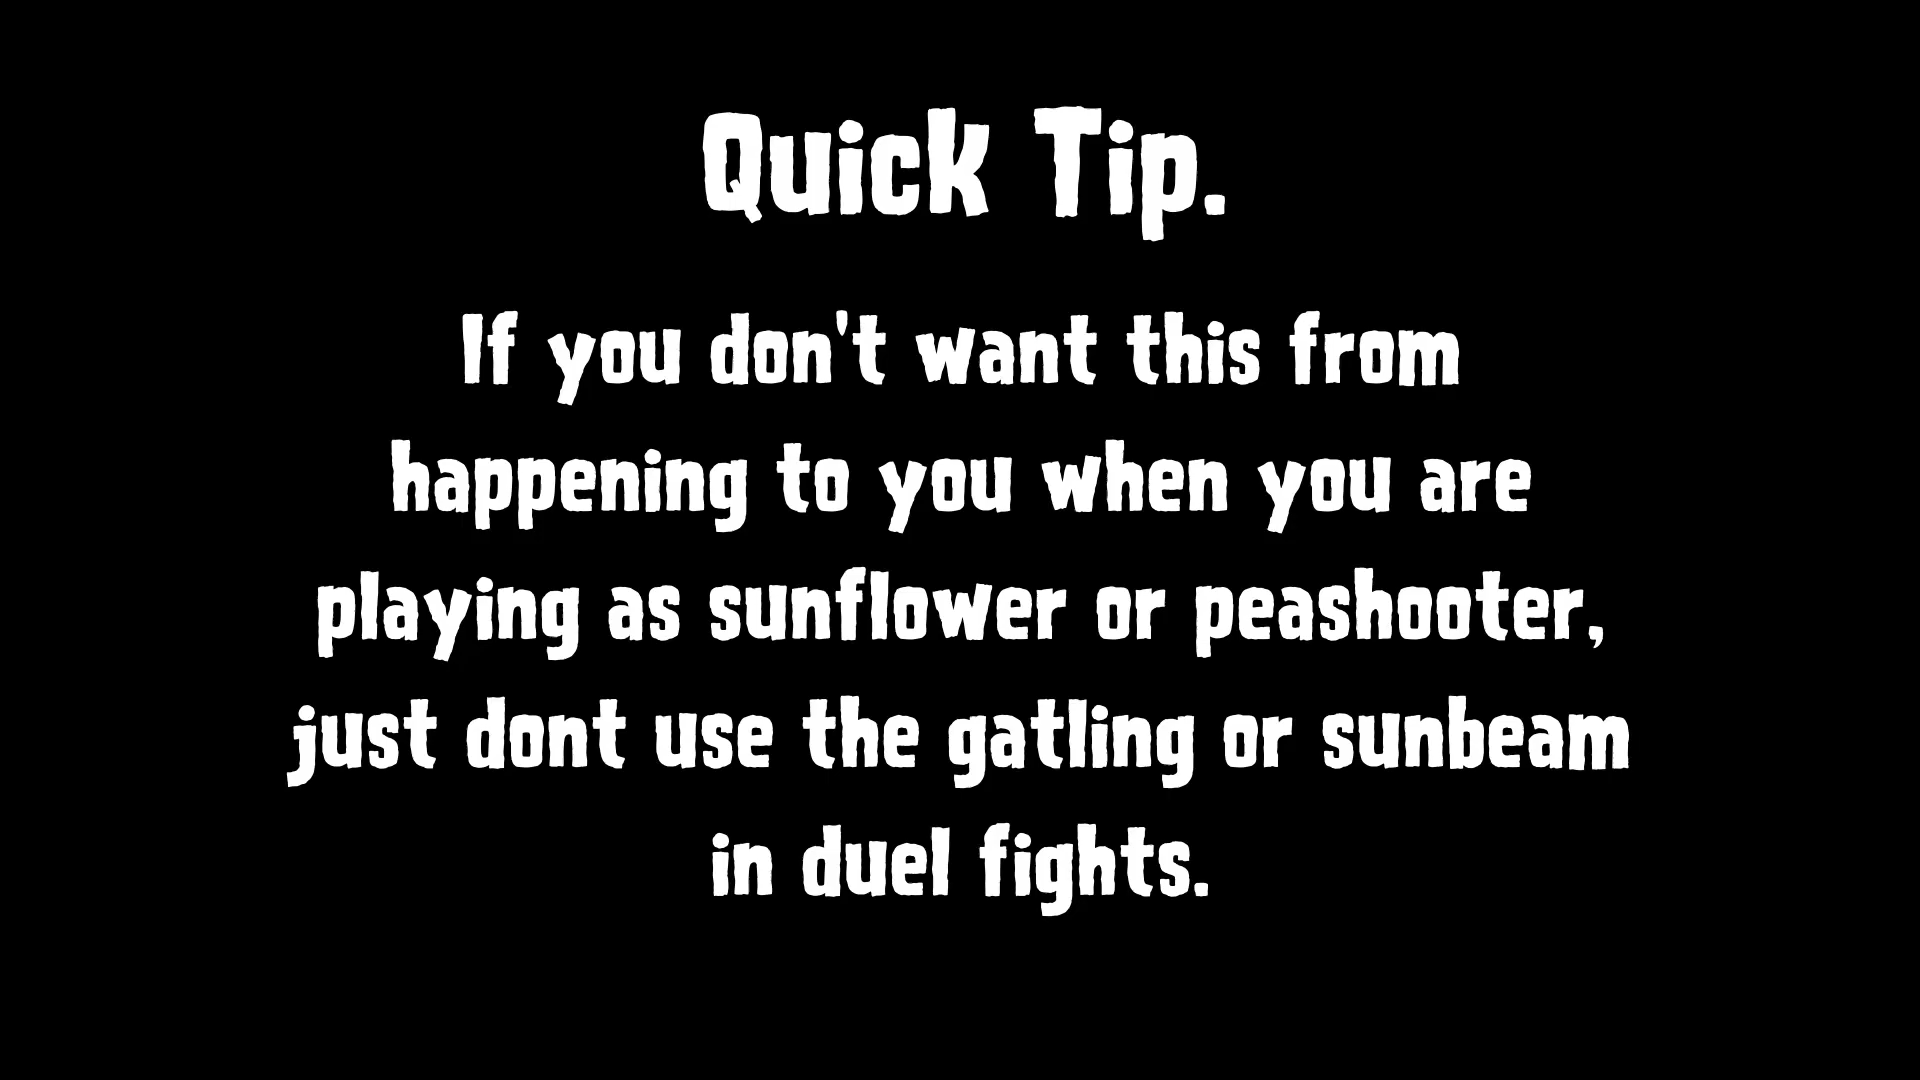 Quick Tip.
If you don't want this from
happening to you when you are
playing as sunflower or peashooter,
just dont use the gatling or sunbeam
in duel fights.